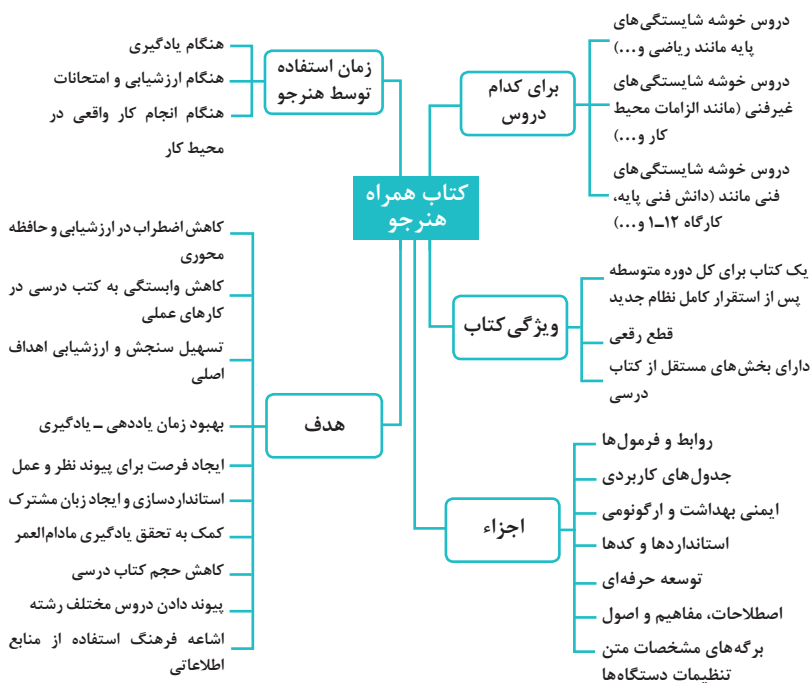 کتاب همراه
هنرجو
برای کدام
دروس
دروس خوشه شایستگی‌های
پایه مانند ریاضی و...)
دروس خوشه شایستگی‌های
غیرفنی (مانند الزامات محیط
کار و...)
دروس خوشه شایستگی‌های
فنی مانند (دانش فنی پایه،
کارگاه ۱۲ـ۱ و...)
ویژگی کتاب
یک کتاب برای کل دوره متوسطه
پس از استقرار کامل نظام جدید
قطع رقعی
دارای بخش‌های مستقل از کتاب
درسی
اجزاء
روابط و فرمول‌ها
جدول‌های کاربردی
ایمنی بهداشت و ارگونومی
استانداردها و کدها
توسعه حرفه‌ای
اصطلاحات، مفاهیم و اصول
برگه‌های مشخصات متن
تنظیمات دستگاه‌ها
زمان استفاده
توسط هنرجو
هنگام یادگیری
هنگام ارزشیابی و امتحانات
هنگام انجام کار واقعی در
محیط کار
هدف
کاهش اضطراب در ارزشیابی و حافظه
محوری
کاهش وابستگی به کتب درسی در
کارهای عملی
تسهیل سنجش و ارزشیابی اهداف
اصلی
بهبود زمان یاددهی ـ یادگیری
ایجاد فرصت برای پیوند نظر و عمل
استانداردسازی و ایجاد زبان مشترک
کمک به تحقق یادگیری مادام‌العمر
کاهش حجم کتاب درسی
پیوند دادن دروس مختلف رشته
اشاعه فرهنگ استفاده از منابع
اطلاعاتی